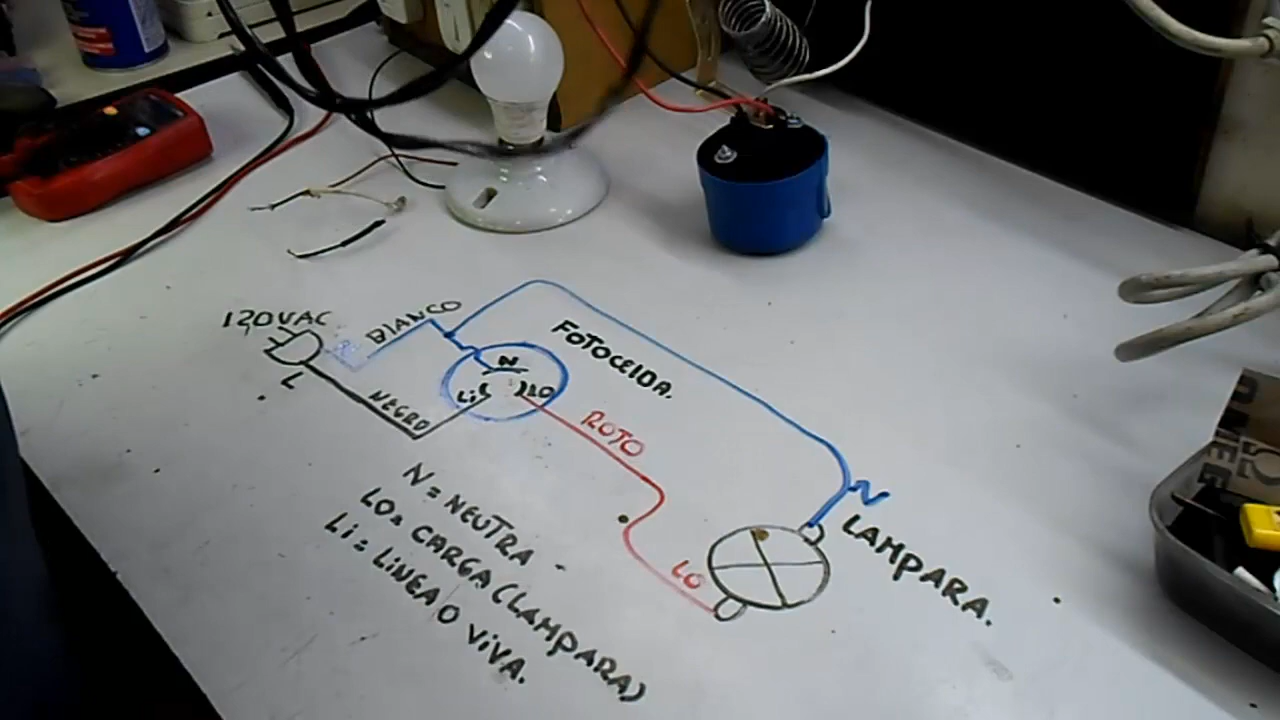 120VAC
BLANCO
L
NEGRO
N
Li
LO
FOTOCELDA.
ROJO
N
LAMPARA.
LO
N = NEUTRA -
LO = CARGA (LAMPARA)
Li = LiNEA O ViVA.